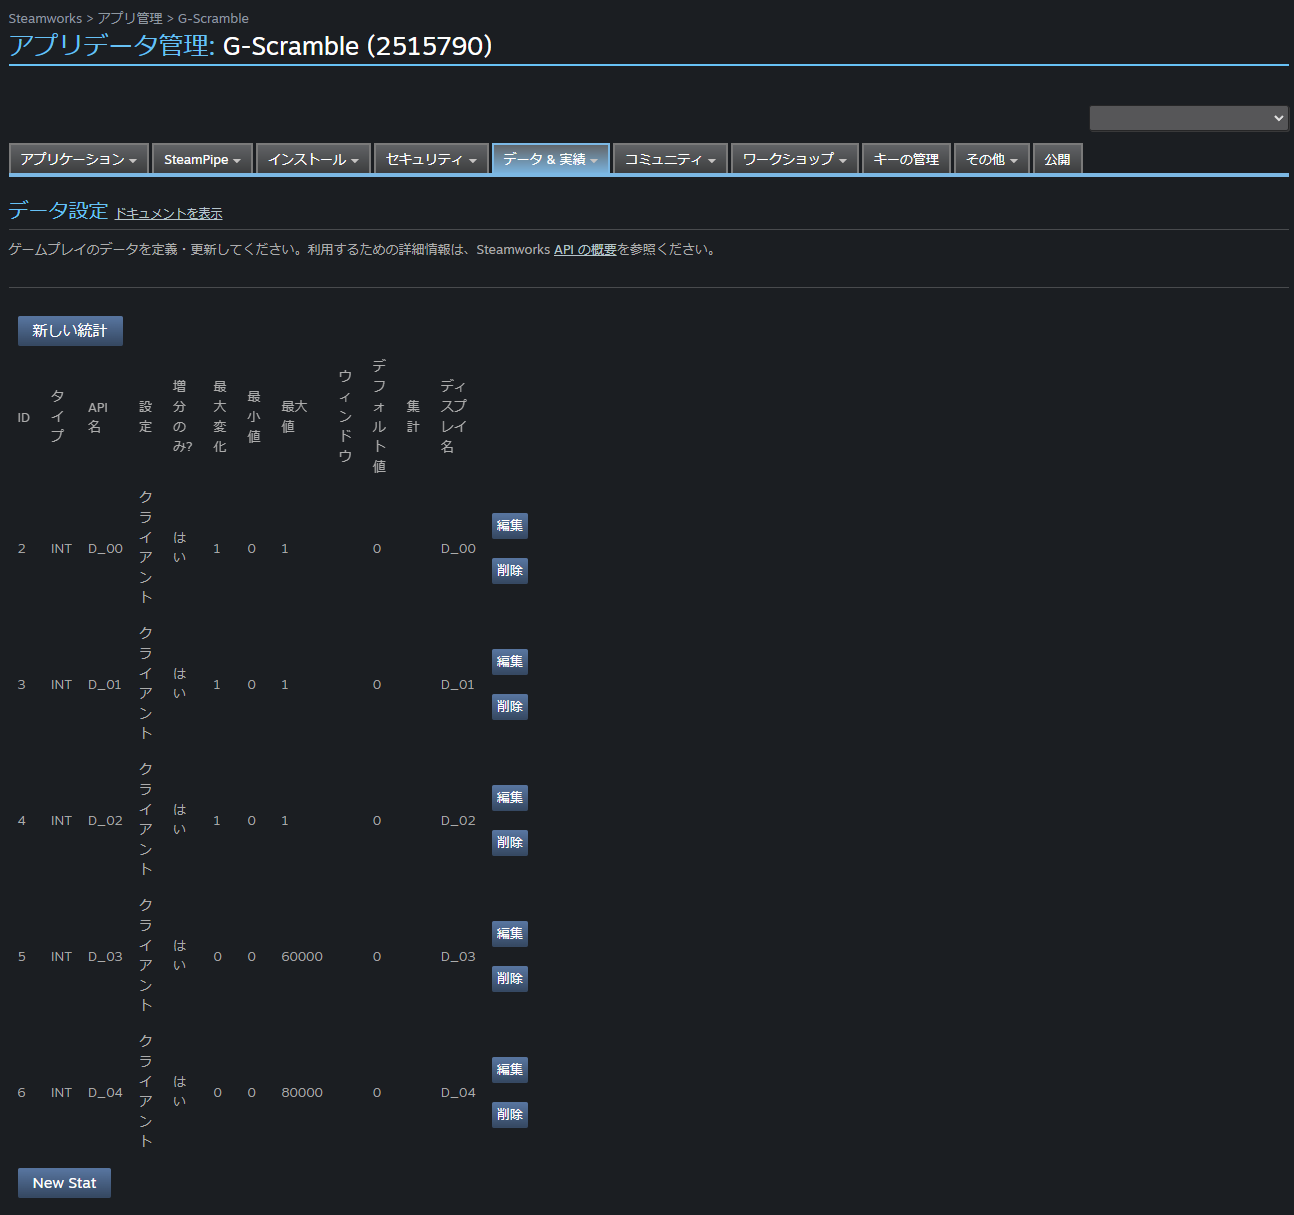 Steamworks > アプリ管理 > G-Scramble
アプリデータ管理: G-Scramble (2515790)
アプリケーション SteamPipe インストール セキュリティ データ & 実績 コミュニティ ワークショップ キーの管理 その他 公開
データ設定 ドキュメントを表示
ゲームプレイのデータを定義・更新してください。利用するための詳細情報は、Steamworks API の概要を参照ください。
新しい統計
ID タイプ API名 設定 増分のみ? 最大変化 最小値 最大値 ウィンドウ デフォルト値 集計 ディスプレイ名
2 INT D_00 クライアント はい 1 0 1 0 D_00 編集 削除
3 INT D_01 クライアント はい 1 0 1 0 D_01 編集 削除
4 INT D_02 クライアント はい 1 0 1 0 D_02 編集 削除
5 INT D_03 クライアント はい 0 0 60000 0 D_03 編集 削除
6 INT D_04 クライアント はい 0 0 80000 0 D_04 編集 削除
New Stat